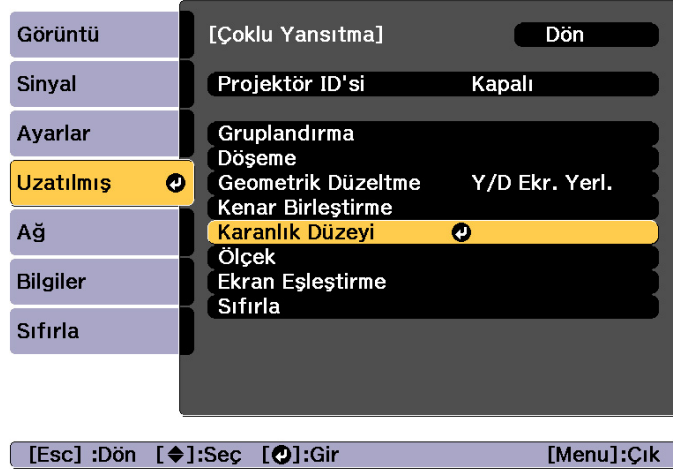 Görüntü
Sinyal
Ayarlar
Uzatılmış
Ağ
Bilgiler
Sıfırla
[Çoklu Yansıtma] Dön
Projektör ID'si Kapalı
Gruplandırma
Döşeme
Geometrik Düzeltme Y/D Ekr. Yerl.
Kenar Birleştirme
Karanlık Düzeyi
Ölçek
Ekran Eşleştirme
Sıfırla
[Esc] :Dön [◆]:Seç [↵]:Gir [Menu]:Çık